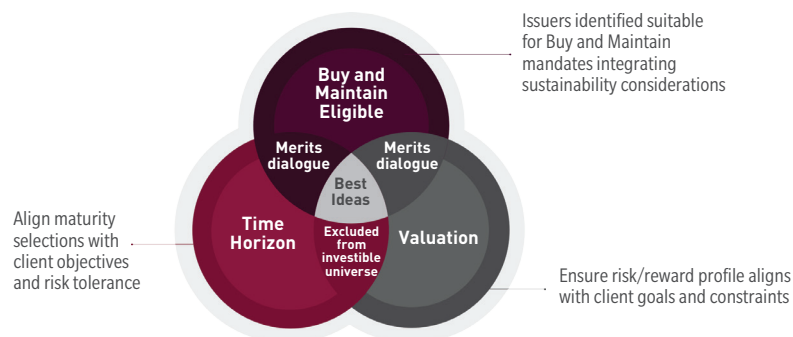 Issuers identified suitable
for Buy and Maintain
mandates integrating
sustainability considerations
Buy and
Maintain
Eligible
Merits
dialogue
Merits
dialogue
Best
Ideas
Time
Horizon
Excluded
from
investible
universe
Valuation
Align maturity
selections with
client objectives
and risk tolerance
Ensure risk/reward profile aligns
with client goals and constraints